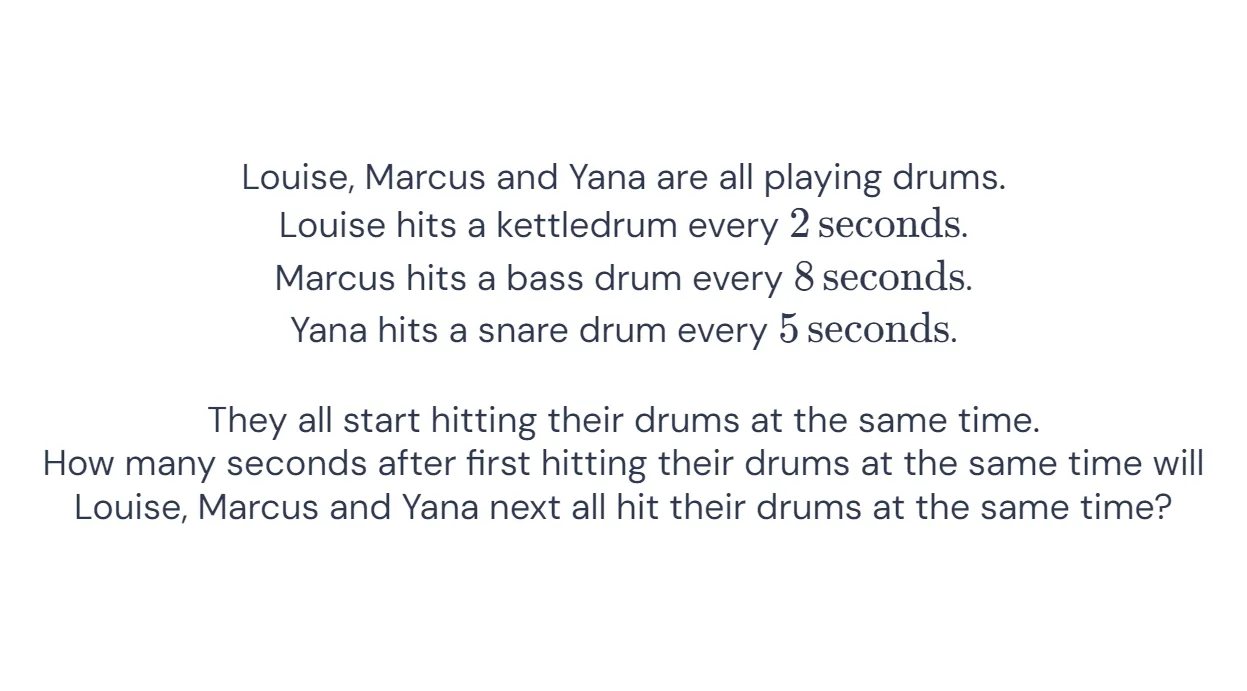 Louise, Marcus and Yana are all playing drums.
Louise hits a kettledrum every 2 seconds.
Marcus hits a bass drum every 8 seconds.
Yana hits a snare drum every 5 seconds.
They all start hitting their drums at the same time.
How many seconds after first hitting their drums at the same time will
Louise, Marcus and Yana next all hit their drums at the same time?